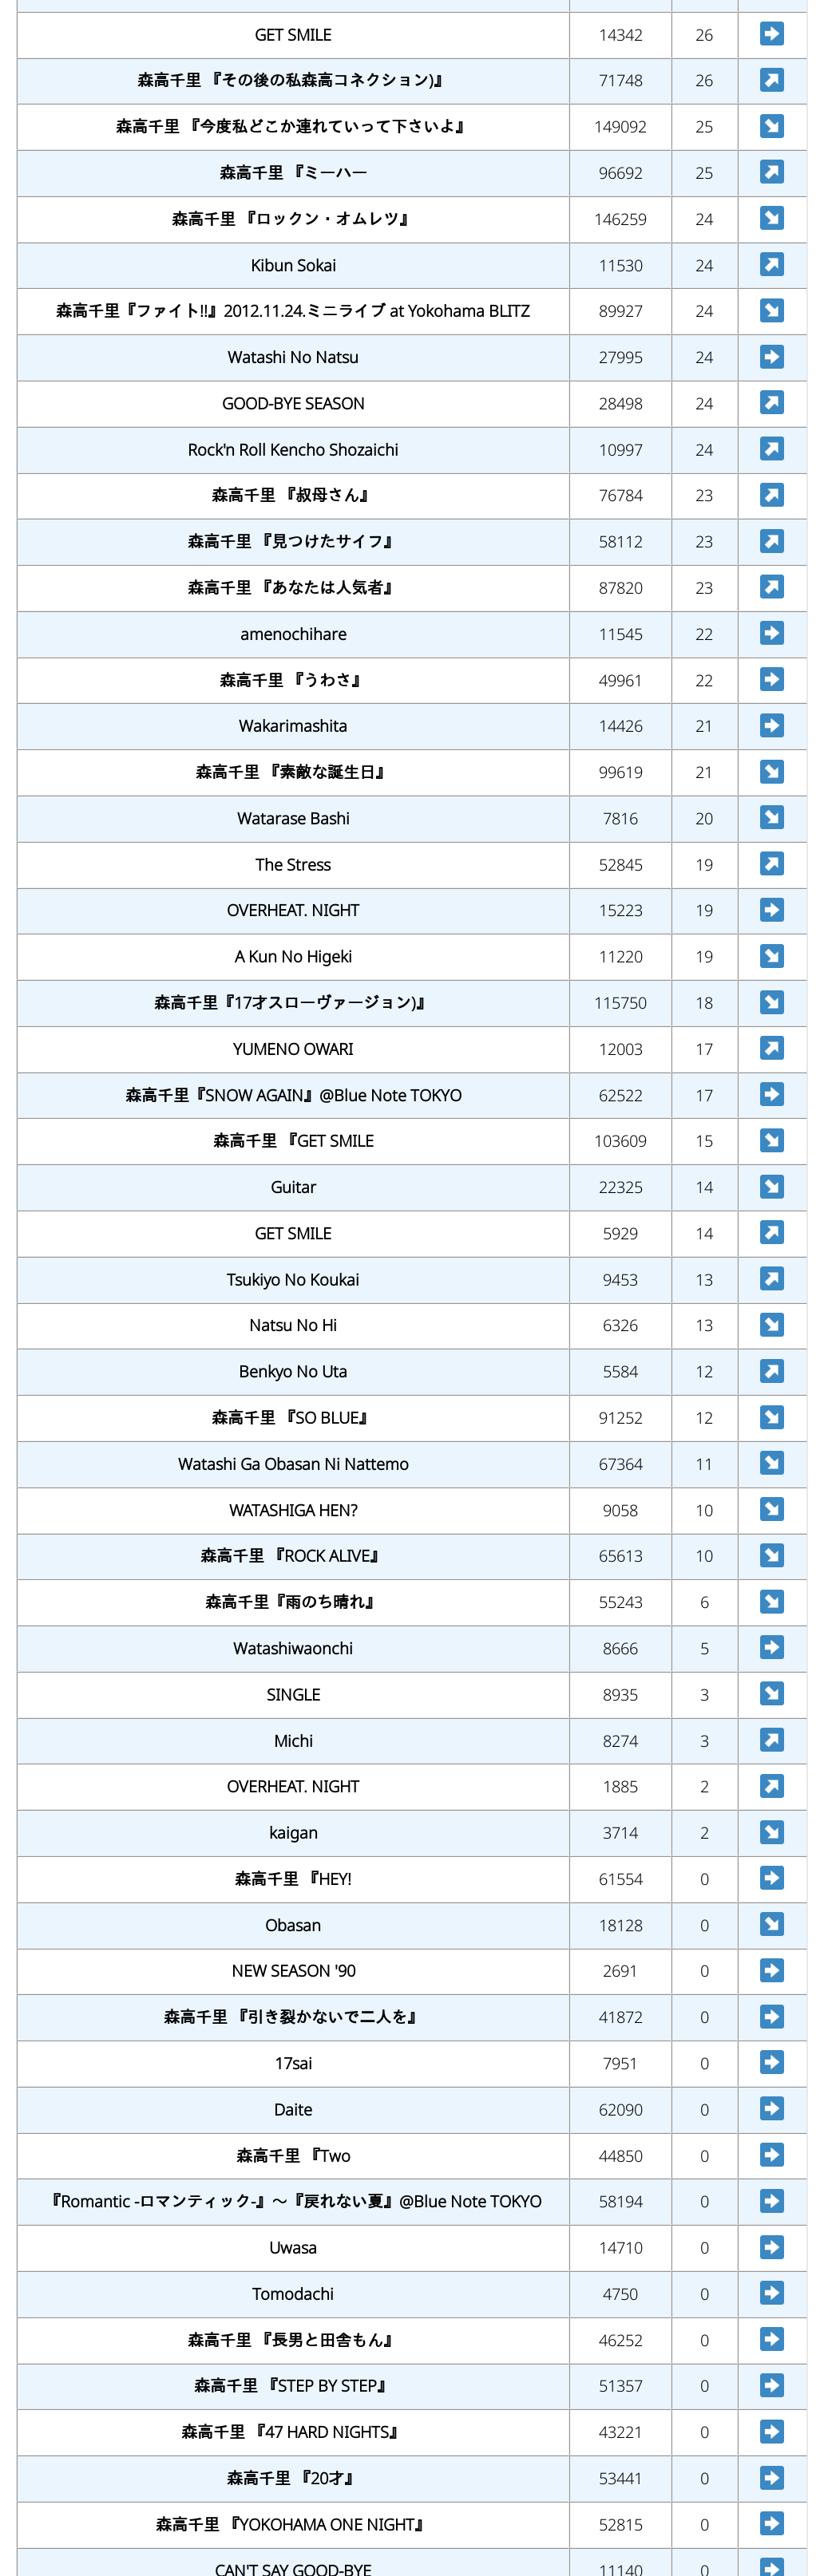 GET SMILE 14342 26
森高千里 『その後の私森高コネクション)』 71748 26
森高千里 『今度私どこか連れていって下さいよ』 149092 25
森高千里 『ミーハー 96692 25
森高千里 『ロックン・オムレツ』 146259 24
Kibun Sokai 11530 24
森高千里『ファイト!!』2012.11.24.ミニライブ at Yokohama BLITZ 89927 24
Watashi No Natsu 27995 24
GOOD-BYE SEASON 28498 24
Rock'n Roll Kencho Shozaichi 10997 24
森高千里 『叔母さん』 76784 23
森高千里 『見つけたサイフ』 58112 23
森高千里 『あなたは人気者』 87820 23
amenochihare 11545 22
森高千里 『うわさ』 49961 22
Wakarimashita 14426 21
森高千里 『素敵な誕生日』 99619 21
Watarase Bashi 7816 20
The Stress 52845 19
OVERHEAT. NIGHT 15223 19
A Kun No Higeki 11220 19
森高千里『17才スローヴァージョン)』 115750 18
YUMENO OWARI 12003 17
森高千里『SNOW AGAIN』@Blue Note TOKYO 62522 17
森高千里 『GET SMILE 103609 15
Guitar 22325 14
GET SMILE 5929 14
Tsukiyo No Koukai 9453 13
Natsu No Hi 6326 13
Benkyo No Uta 5584 12
森高千里 『SO BLUE』 91252 12
Watashi Ga Obasan Ni Nattemo 67364 11
WATASHIGA HEN? 9058 10
森高千里 『ROCK ALIVE』 65613 10
森高千里『雨のち晴れ』 55243 6
Watashiwaonchi 8666 5
SINGLE 8935 3
Michi 8274 3
OVERHEAT. NIGHT 1885 2
kaigan 3714 2
森高千里 『HEY! 61554 0
Obasan 18128 0
NEW SEASON '90 2691 0
森高千里 『引き裂かないで二人を』 41872 0
17sai 7951 0
Daite 62090 0
森高千里 『Two 44850 0
『Romantic -ロマンティック-』〜『戻れない夏』@Blue Note TOKYO 58194 0
Uwasa 14710 0
Tomodachi 4750 0
森高千里 『長男と田舎もん』 46252 0
森高千里 『STEP BY STEP』 51357 0
森高千里 『47 HARD NIGHTS』 43221 0
森高千里 『20才』 53441 0
森高千里 『YOKOHAMA ONE NIGHT』 52815 0
CAN'T SAY GOOD-BYE 11140 0